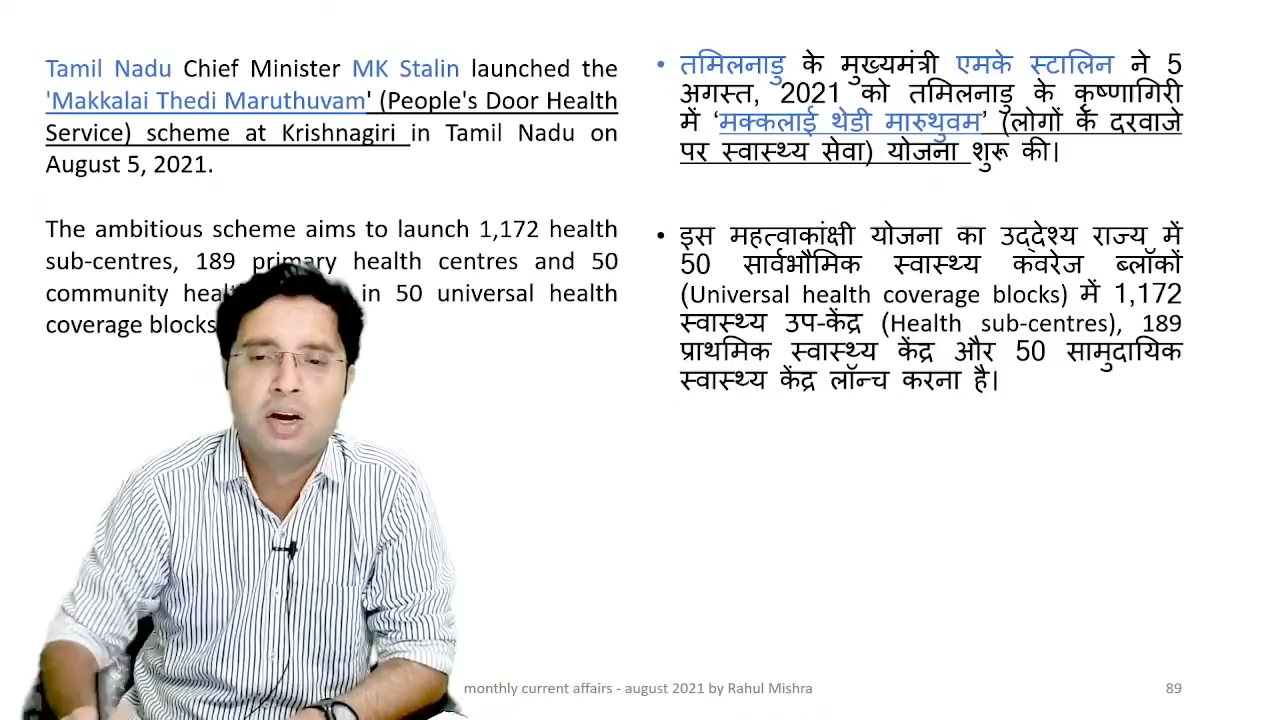 Tamil Nadu Chief Minister MK Stalin launched the
'Makkalai Thedi Maruthuvam' (People's Door Health
Service) scheme at Krishnagiri in Tamil Nadu on
August 5, 2021.
The ambitious scheme aims to launch 1,172 health
sub-centres, 189 primary health centres and 50
community in 50 universal health
coverage blocks
• तमिलनाडु के मुख्यमंत्री एमके स्टालिन ने 5
अगस्त, 2021 को तमिलनाडु के कृष्णागिरी
में ‘मक्कलाई थेडी मारुथुवम’ (लोगों के दरवाजे
पर स्वास्थ्य सेवा) योजना शुरू की।
• इस महत्वाकांक्षी योजना का उद्देश्य राज्य में
50 सार्वभौमिक स्वास्थ्य कवरेज ब्लॉकों
(Universal health coverage blocks) में 1,172
स्वास्थ्य उप-केंद्र (Health sub-centres), 189
प्राथमिक स्वास्थ्य केंद्र और 50 सामुदायिक
स्वास्थ्य केंद्र लॉन्च करना है।
monthly current affairs - august 2021 by Rahul Mishra
89